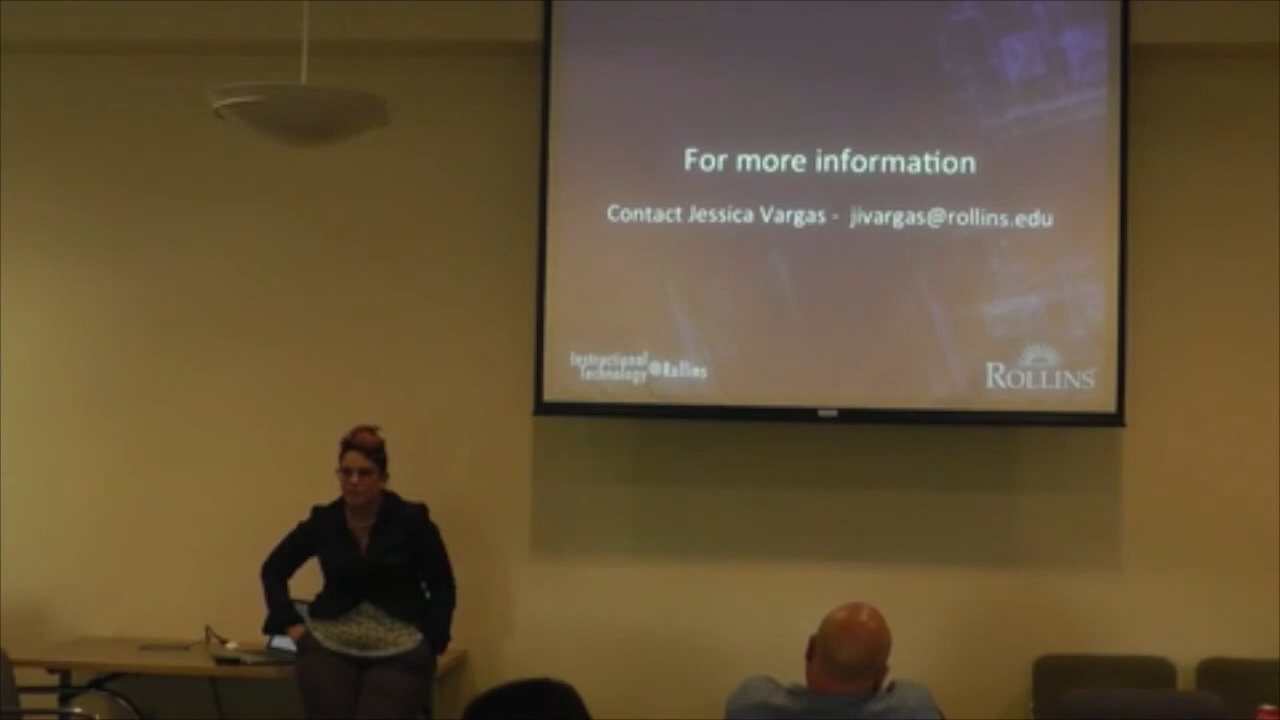 For more information
Contact Jessica Vargas - jivargas@rollins.edu
Instructional
Technology @Rollins
ROLLINS